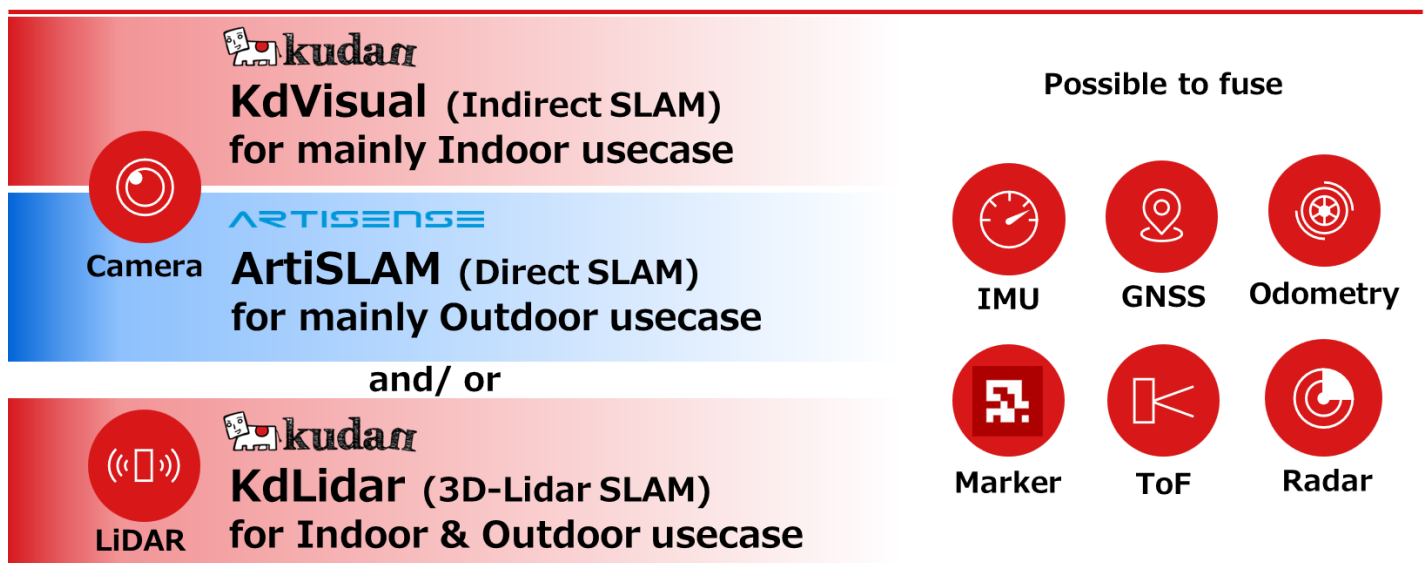 kudan
KdVisual (Indirect SLAM)
for mainly Indoor usecase
Camera
ARTISENSE
ArtiSLAM (Direct SLAM)
for mainly Outdoor usecase
and/ or
kudan
KdLidar (3D-Lidar SLAM)
for Indoor & Outdoor usecase
LiDAR
Possible to fuse
IMU GNSS Odometry
Marker ToF Radar